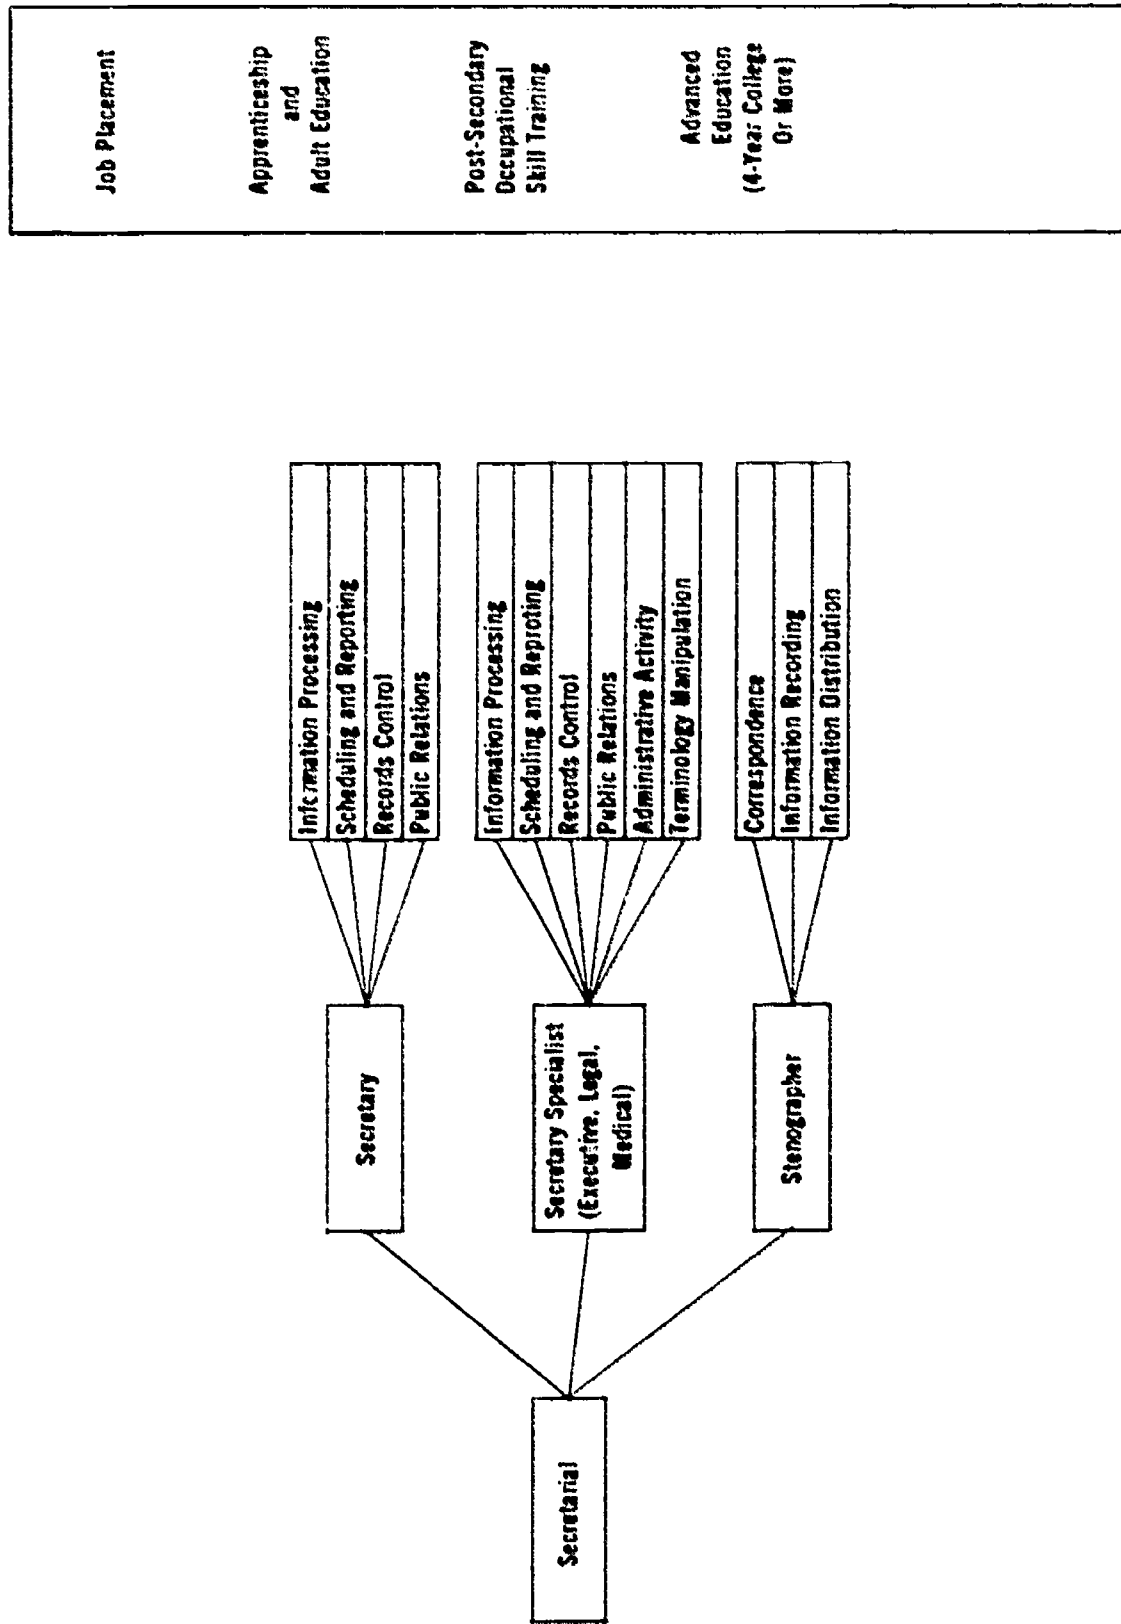 Secretarial
Secretary
Secretary Specialist
(Executive, Legal,
Medical)
Stenographer
Information Processing
Scheduling and Reporting
Records Control
Public Relations
Information Processing
Scheduling and Reproting
Records Control
Public Relations
Administrative Activity
Terminology Manipulation
Correspondence
Information Recording
Information Distribution
Job Placement
Apprenticeship
and
Adult Education
Post-Secondary
Occupational
Skill Training
Advanced
Education
(4-Year College
Or More)